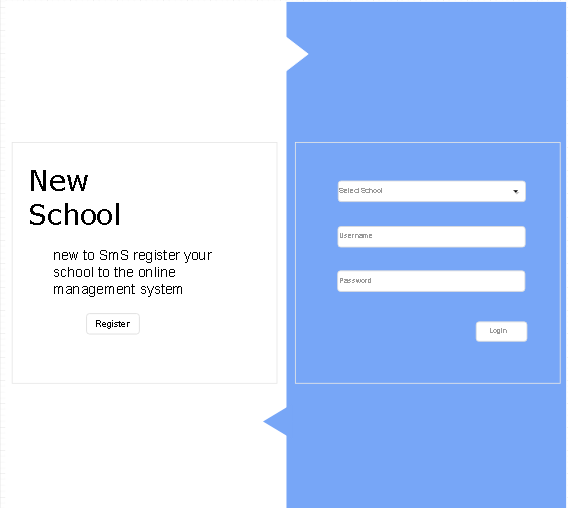 New
School
new to SmS register your
school to the online
management system
Register
Select School
Username
Password
Login